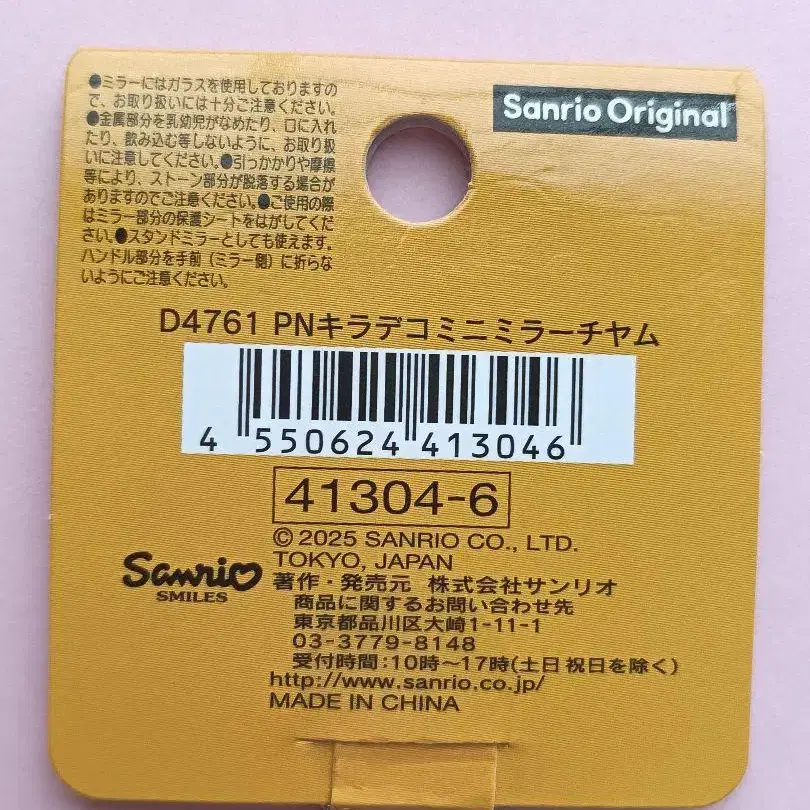 ●ミラーにはガラスを使用しておりますの
で、お取り扱いには十分ご注意ください。
●金属部分を乳幼児がなめたり、口に入れ
たり、飲み込む等しないように、お取り扱
いに注意してください。●引っかかりや摩擦
等により、ストーン部分が脱落する場合が
ありますのでご注意ください。●ご使用の際
はミラー部分の保護シートをはがしてくだ
さい。●スタンドミラーとしても使えます。
ハンドル部分を手前（ミラー側）に折らな
いようにご注意ください。
Sanrio Original
D4761 PNキラデコミニミラーチヤム
4 550624 413046
41304-6
© 2025 SANRIO CO., LTD.
TOKYO, JAPAN
Sanrio
SMILES
著作・発売元 株式会社サンリオ
商品に関するお問い合わせ先
東京都品川区大崎1-11-1
03-3779-8148
受付時間:10時～17時(土日祝日を除く)
http://www.sanrio.co.jp/
MADE IN CHINA